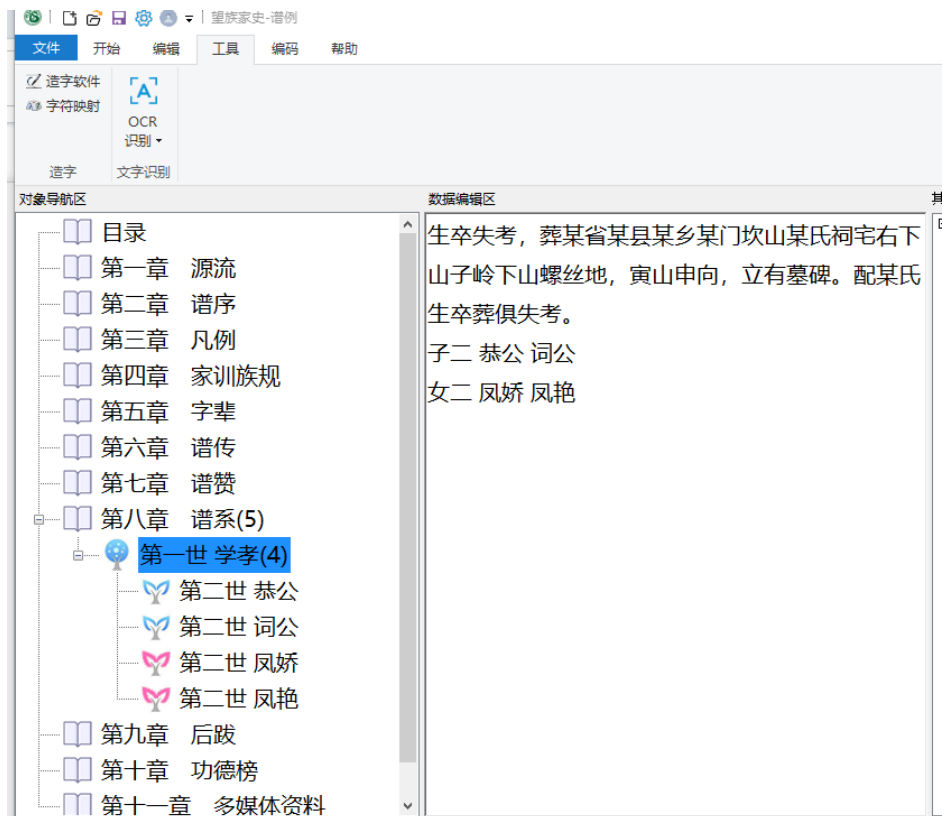 望族家史-谱例
文件 开始 编辑 工具 编码 帮助
造字软件
字符映射
A
OCR
识别
造字 文字识别
对象导航区
目录
第一章 源流
第二章 谱序
第三章 凡例
第四章 家训族规
第五章 字辈
第六章 谱传
第七章 谱赞
第八章 谱系(5)
第一世 学孝(4)
第二世 恭公
第二世 词公
第二世 凤娇
第二世 凤艳
第九章 后跋
第十章 功德榜
第十一章 多媒体资料
数据编辑区
生卒失考，葬某省某县某乡某门坎山某氏祠宅右下
山子岭下山螺丝地，寅山申向，立有墓碑。配某氏
生卒葬俱失考。
子二 恭公 词公
女二 凤娇 凤艳